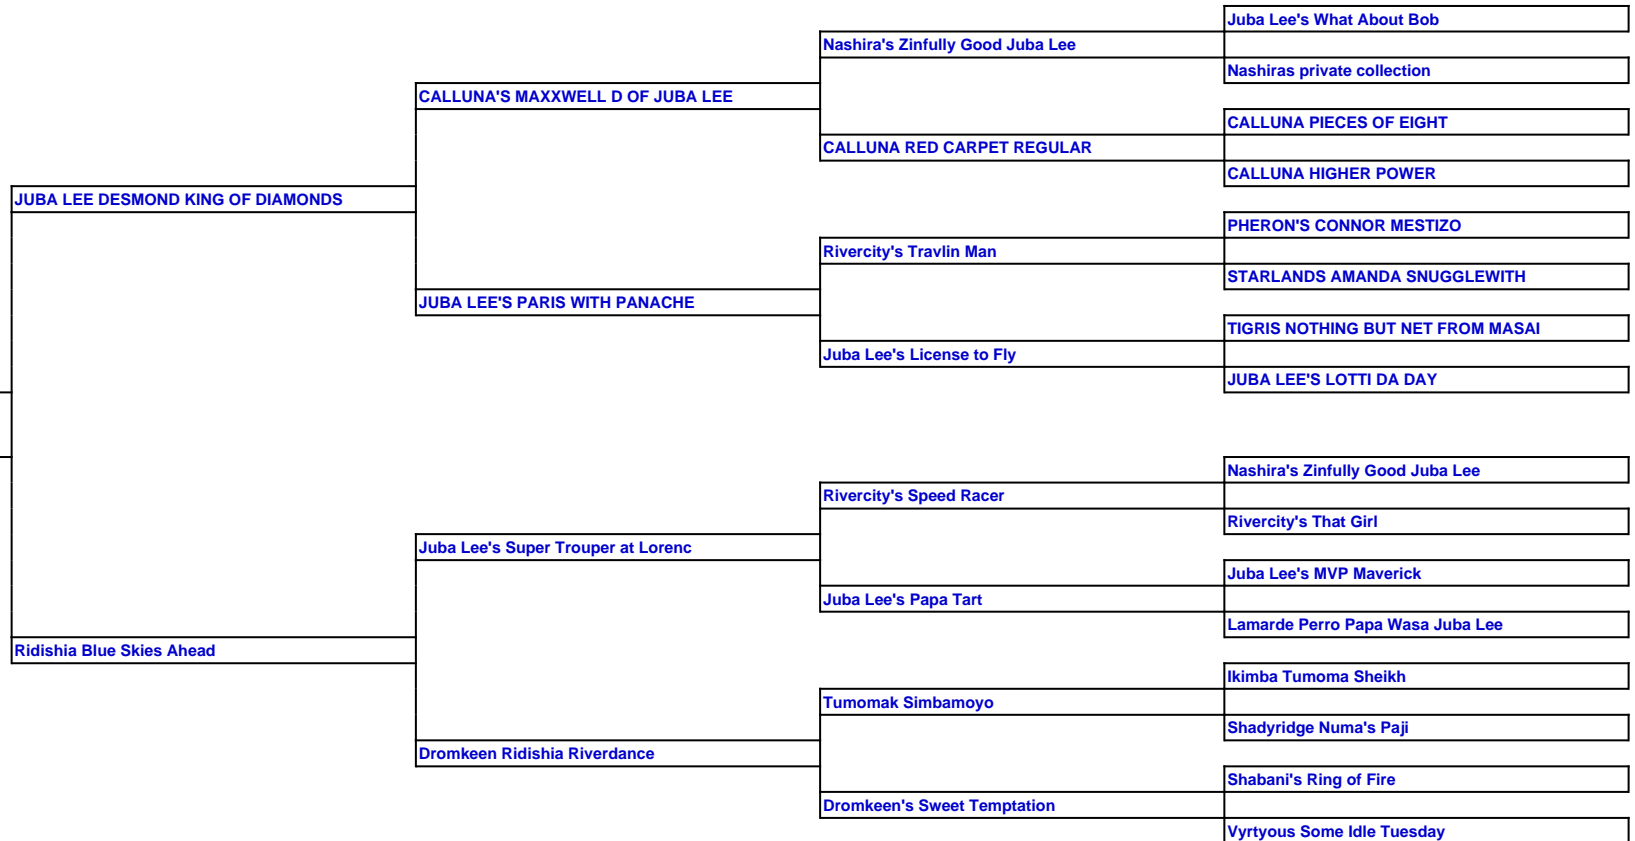 Juba Lee's What About Bob
Nashira's Zinfully Good Juba Lee
Nashiras private collection
CALLUNA'S MAXXWELL D OF JUBA LEE
CALLUNA PIECES OF EIGHT
CALLUNA RED CARPET REGULAR
CALLUNA HIGHER POWER
JUBA LEE DESMOND KING OF DIAMONDS
PHERON'S CONNOR MESTIZO
Rivercity's Travlin Man
STARLANDS AMANDA SNUGGLEWITH
JUBA LEE'S PARIS WITH PANACHE
TIGRIS NOTHING BUT NET FROM MASAI
Juba Lee's License to Fly
JUBA LEE'S LOTTI DA DAY
Nashira's Zinfully Good Juba Lee
Rivercity's Speed Racer
Rivercity's That Girl
Juba Lee's Super Trouper at Lorenc
Juba Lee's MVP Maverick
Juba Lee's Papa Tart
Lamarde Perro Papa Wasa Juba Lee
Ridishia Blue Skies Ahead
Ikimba Tumoma Sheikh
Tumomak Simbamoyo
Shadyridge Numa's Paji
Dromkeen Ridishia Riverdance
Shabani's Ring of Fire
Dromkeen's Sweet Temptation
Vyrtyous Some Idle Tuesday